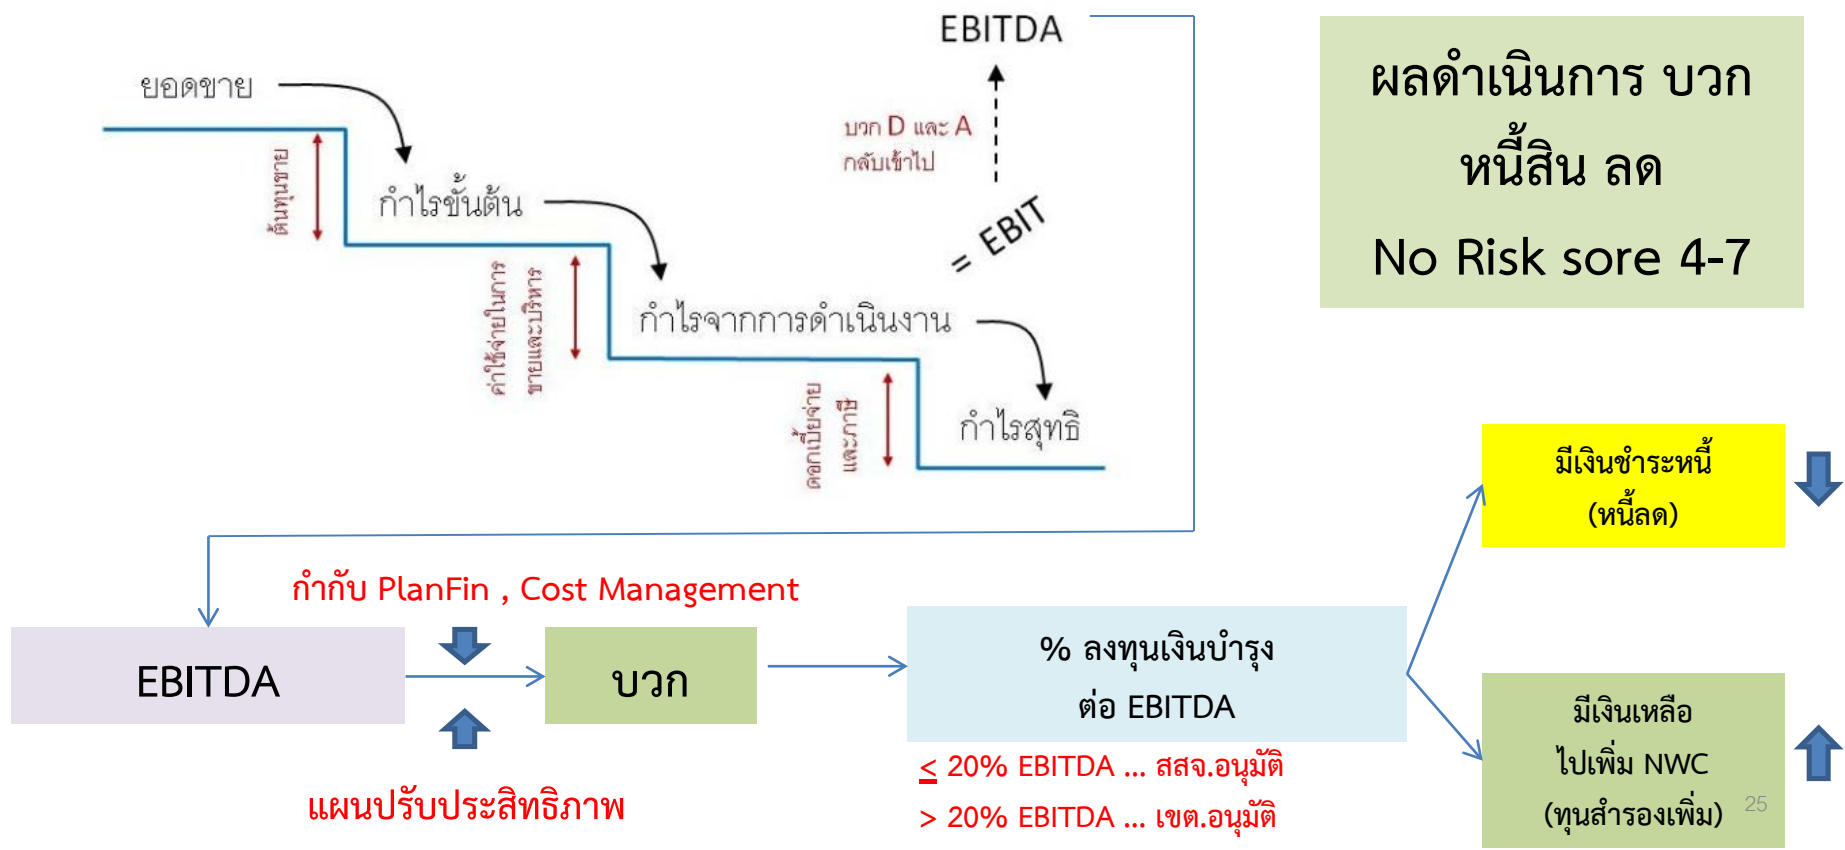 EBITDA
ยอดขาย
บวก D และ A
กลับเข้าไป
ต้นทุนขาย
กำไรขั้นต้น
= EBIT
ค่าใช้จ่ายในการ
ขายและบริหาร
กำไรจากการดำเนินงาน
ดอกเบี้ยจ่าย
และภาษี
กำไรสุทธิ
ผลดำเนินการ บวก
หนี้สิน ลด
No Risk sore 4-7
กำกับ PlanFin , Cost Management
EBITDA
บวก
แผนปรับประสิทธิภาพ
% ลงทุนเงินบำรุง
ต่อ EBITDA
≤ 20% EBITDA ... สสจ.อนุมัติ
> 20% EBITDA ... เขต.อนุมัติ
มีเงินชำระหนี้
(หนี้ลด)
มีเงินเหลือ
ไปเพิ่ม NWC
(ทุนสำรองเพิ่ม)
25